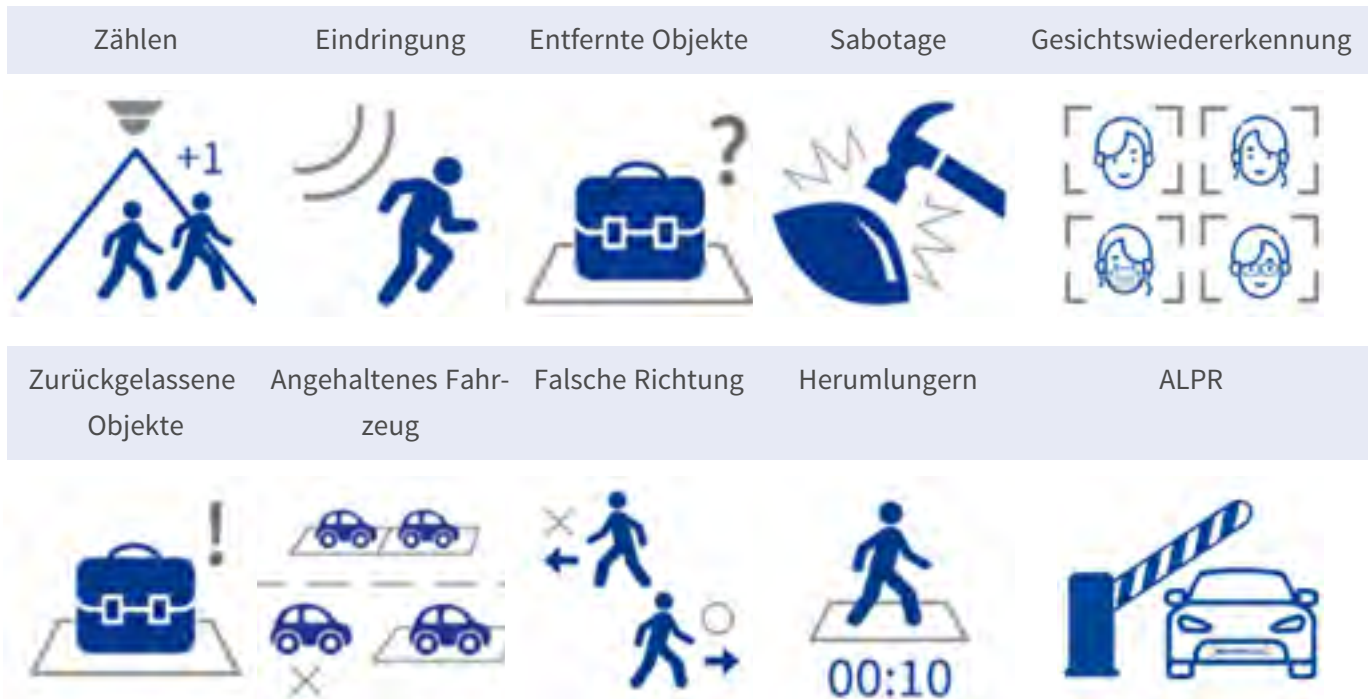 Zählen Eindringung Entfernte Objekte Sabotage Gesichtswiedererkennung
+1
?
Zurückgelassene Objekte Angehaltenes Fahr-zeug Falsche Richtung Herumlungern ALPR
!
00:10